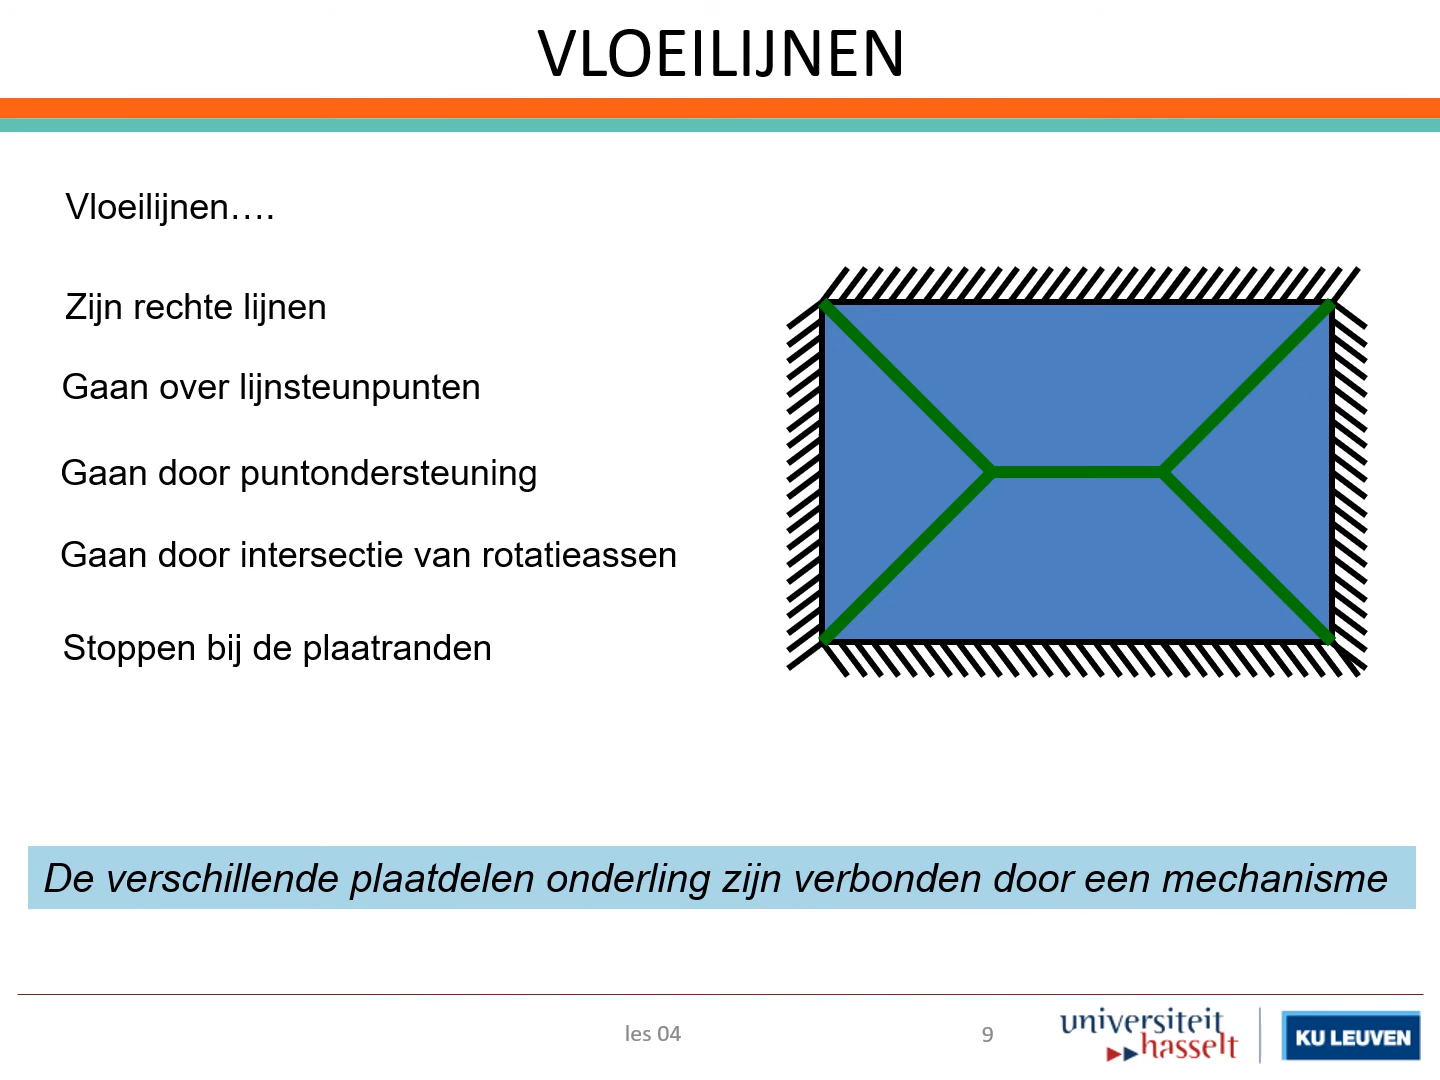 VLOEILIJNEN
Vloeilijnen….
Zijn rechte lijnen
Gaan over lijnsteunpunten
Gaan door puntondersteuning
Gaan door intersectie van rotatieassen
Stoppen bij de plaatranden
De verschillende plaatdelen onderling zijn verbonden door een mechanisme
les 04
9
universiteit
hasselt
KU LEUVEN